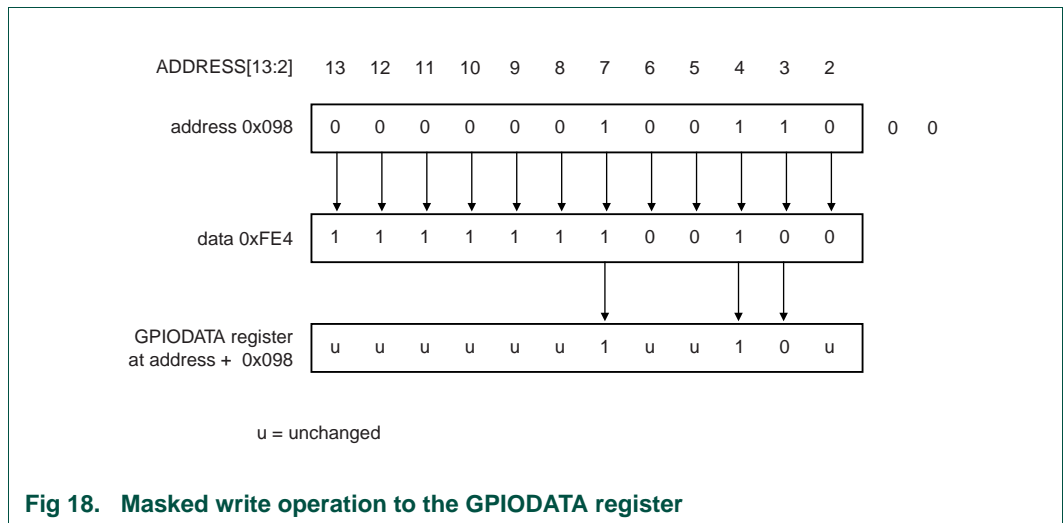 ADDRESS[13:2] 13 12 11 10 9 8 7 6 5 4 3 2
address 0x098 0 0 0 0 0 0 1 0 0 1 1 0 0 0
data 0xFE4 1 1 1 1 1 1 1 0 0 1 0 0
GPIODATA register
at address + 0x098
u u u u u u 1 u u 1 0 u
u = unchanged
Fig 18. Masked write operation to the GPIODATA register